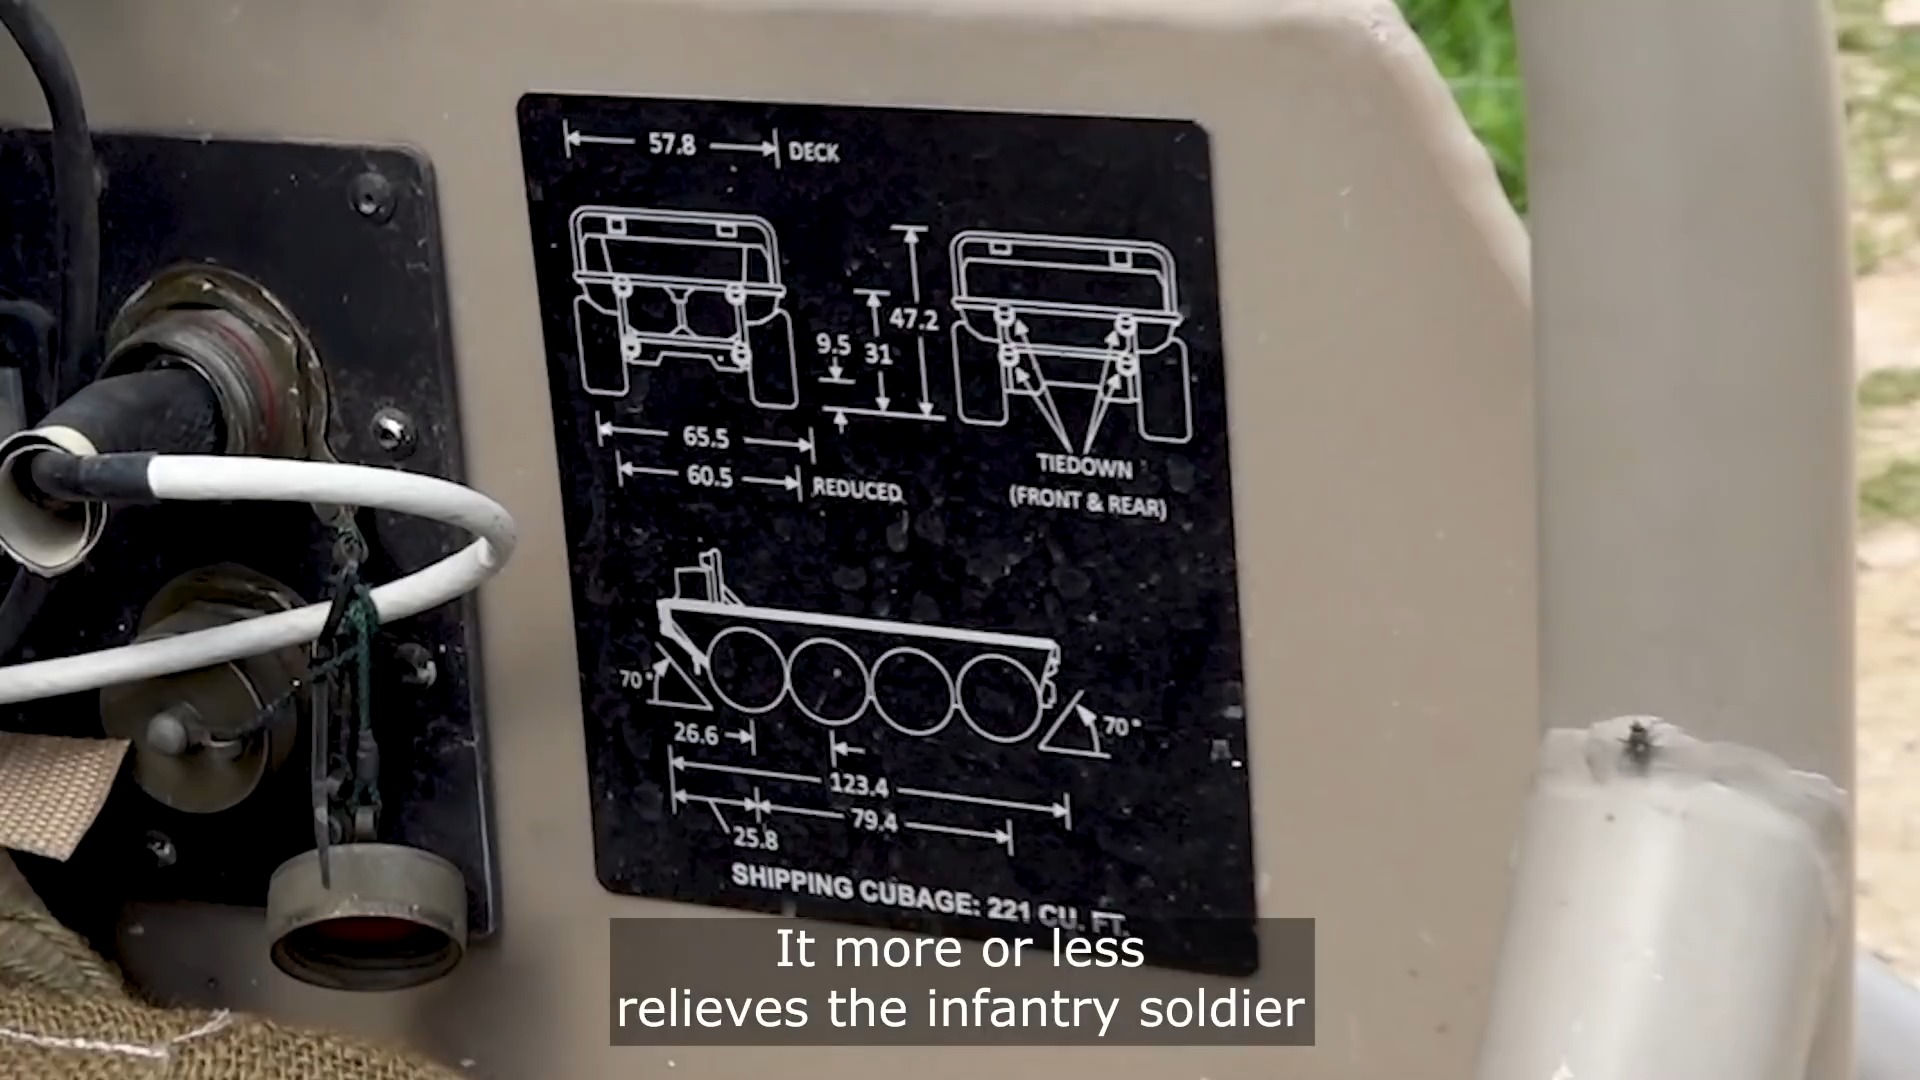 57.8 DECK
47.2
9.5 31
65.5
60.5 REDUCED
TIEDOWN
(FRONT & REAR)
70°
70°
26.6
123.4
79.4
25.8
SHIPPING CUBAGE: 221 CU. FT.
It more or less
relieves the infantry soldier